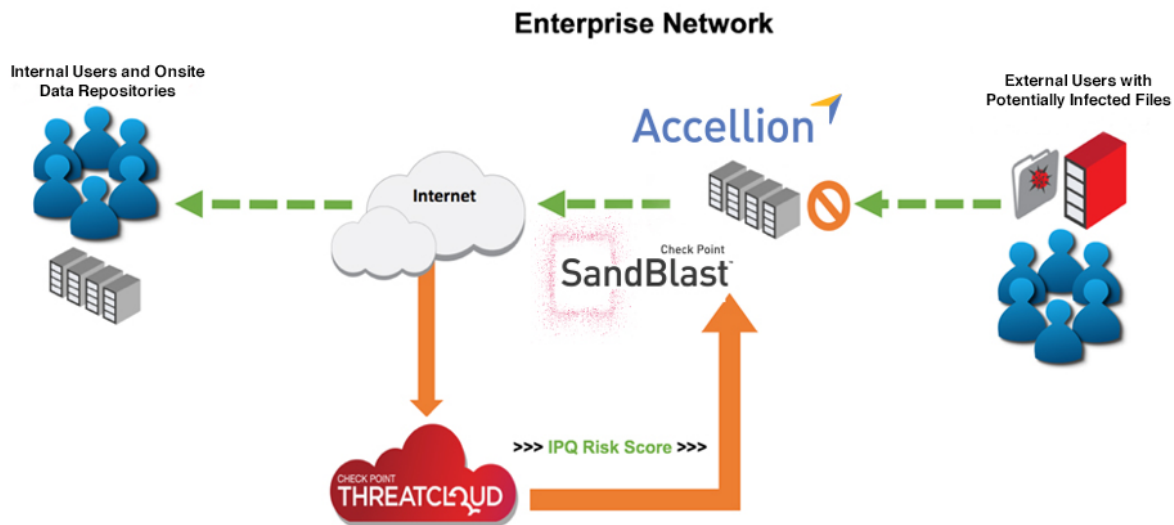 Enterprise Network
Internal Users and Onsite
Data Repositories
External Users with
Potentially Infected Files
Accellion
Internet
Check Point
SandBlast™
>>> IPQ Risk Score >>>
CHECK POINT
THREATCLOUD